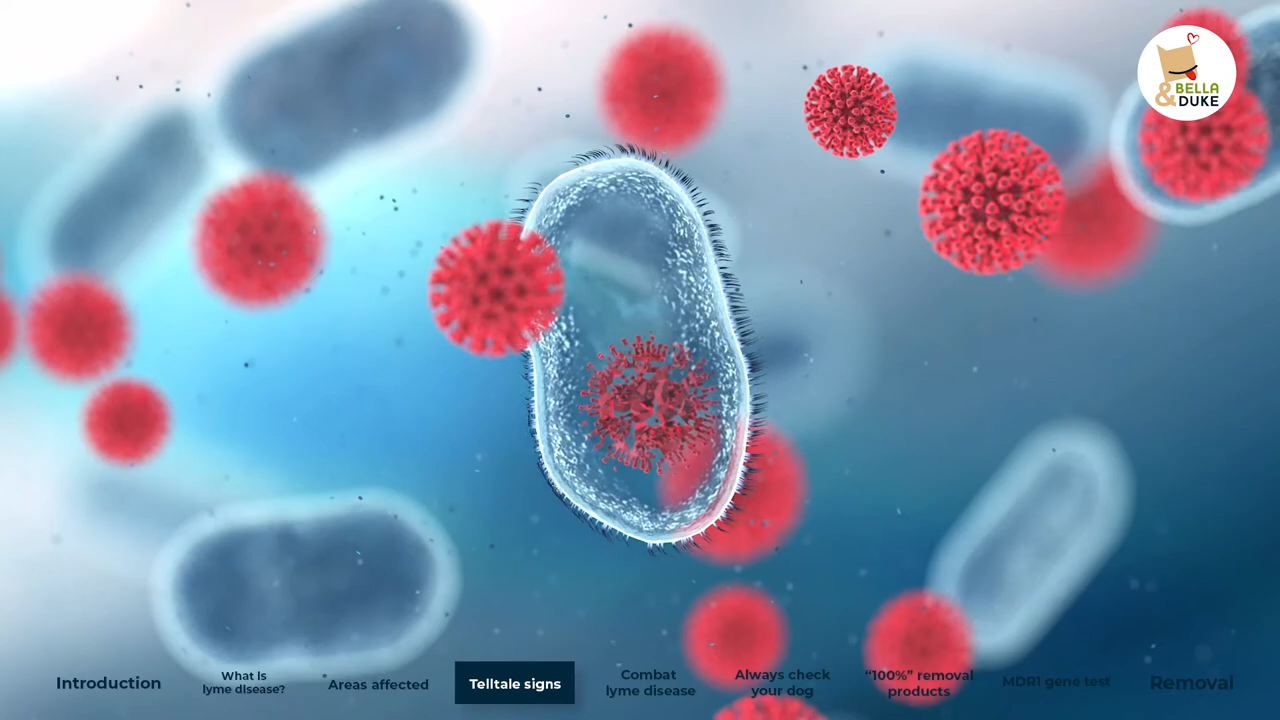 BELLA
& DUKE
Introduction
What is
lyme disease?
Areas affected
Telltale signs
Combat
lyme disease
Always check
your dog
“100%” removal
products
MDR1 gene test
Removal